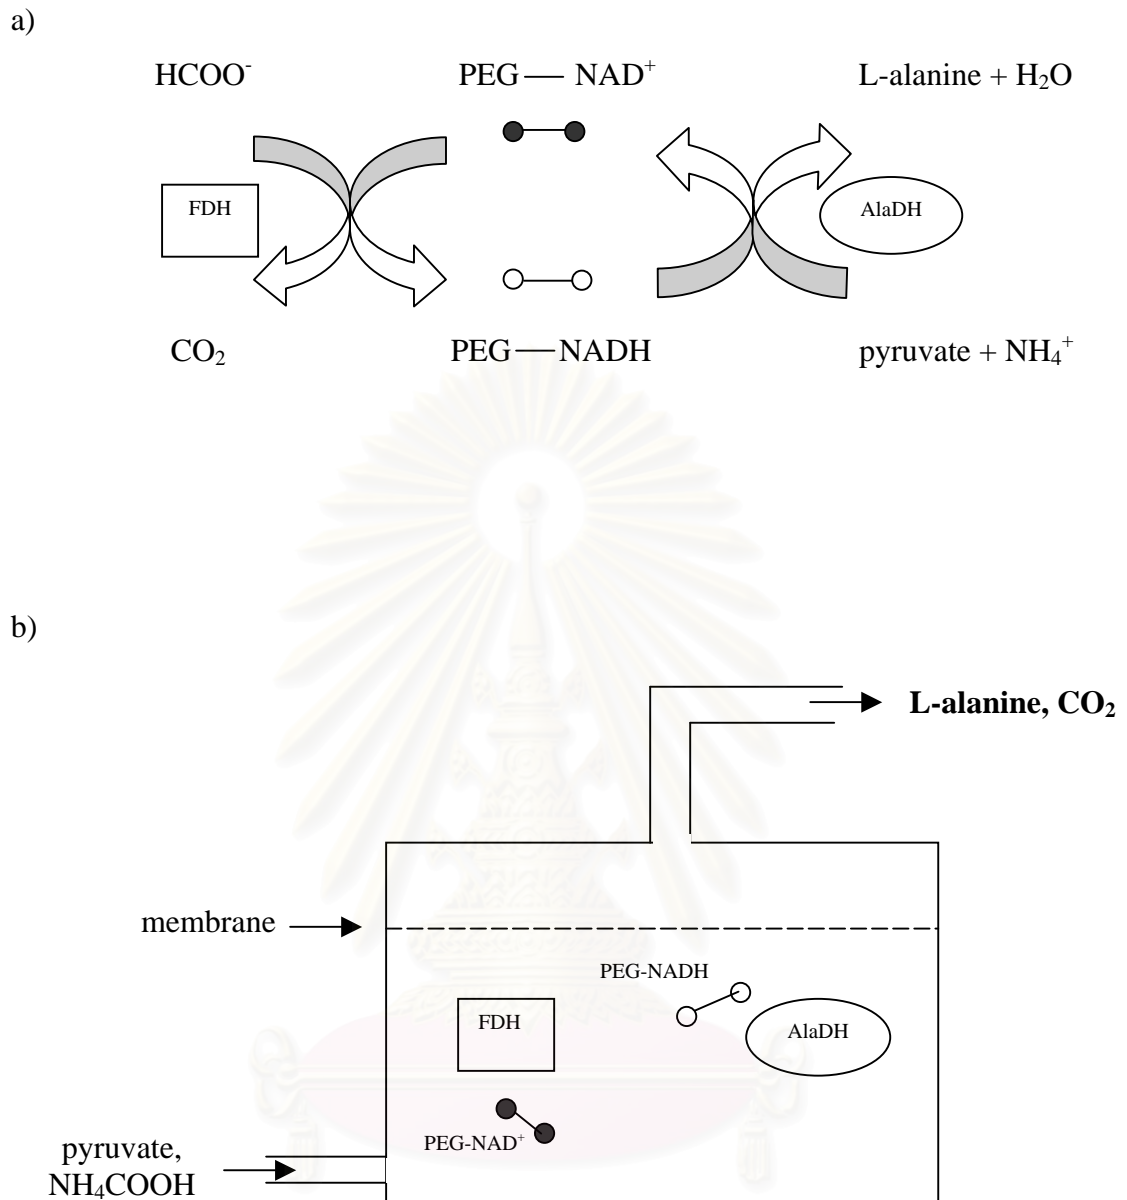 a)
HCOO⁻ PEG — NAD⁺ L-alanine + H₂O
FDH AlaDH
CO₂ PEG—NADH pyruvate + NH₄⁺
b)
L-alanine, CO₂
membrane
PEG-NADH
FDH AlaDH
PEG-NAD⁺
pyruvate,
NH₄COOH